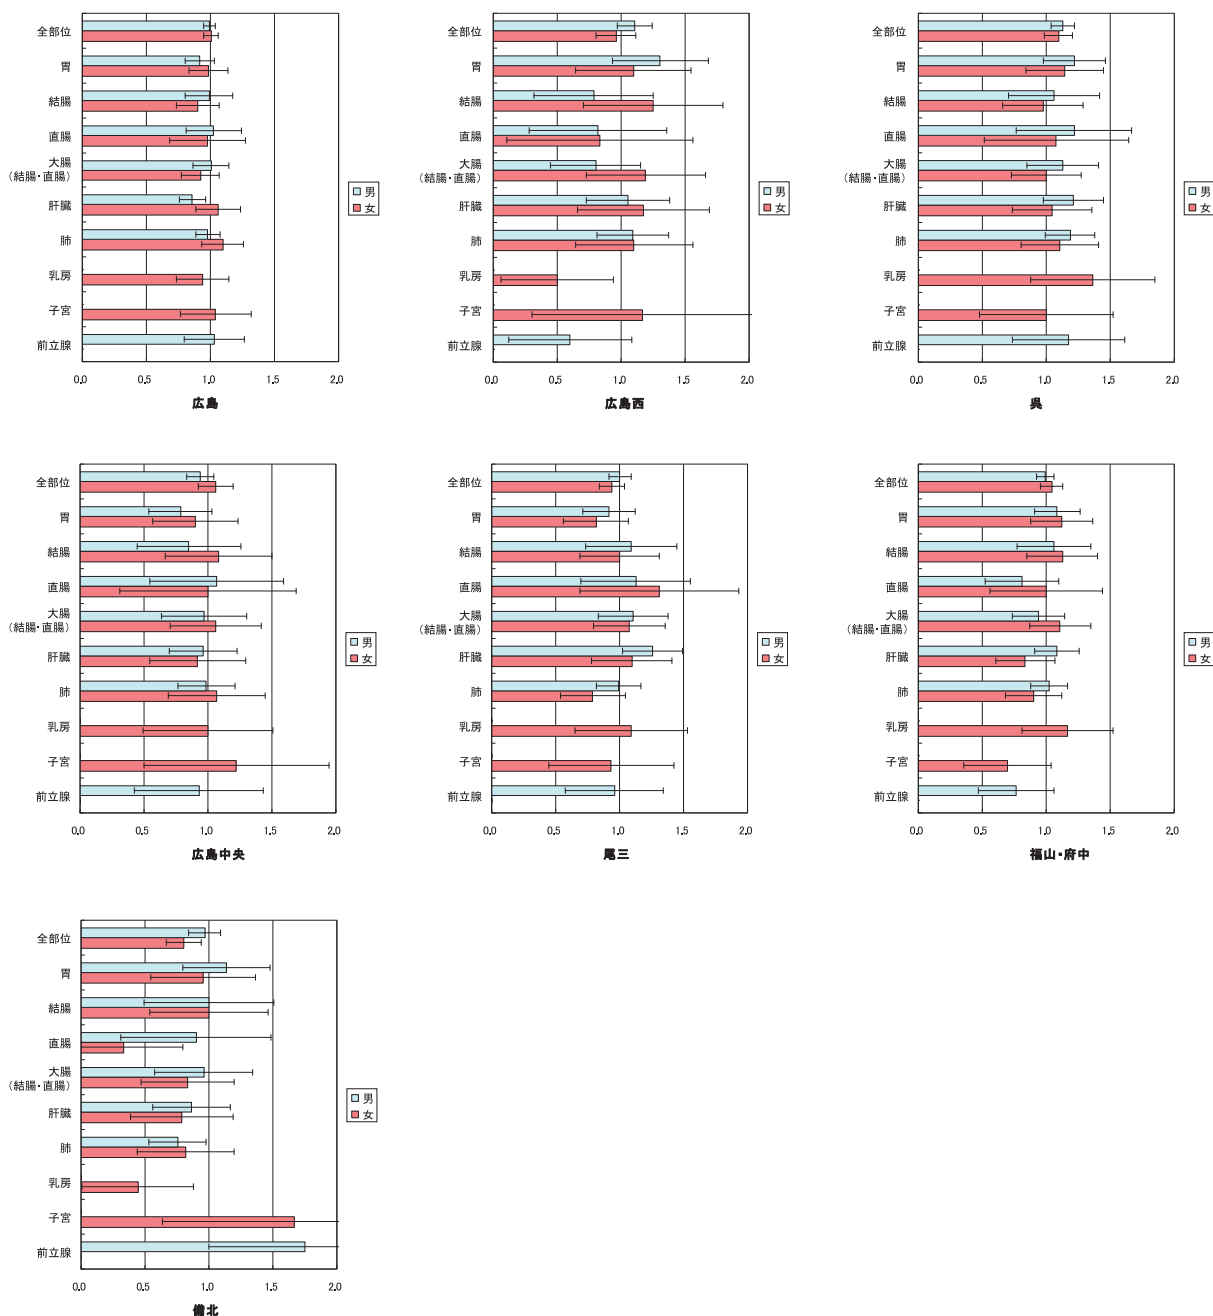 全部位
胃
結腸
直腸
大腸
（結腸・直腸）
肝臓
肺
乳房
子宮
前立腺
0.0 0.5 1.0 1.5 2.0
広島
男
女
全部位
胃
結腸
直腸
大腸
（結腸・直腸）
肝臓
肺
乳房
子宮
前立腺
0.0 0.5 1.0 1.5 2.0
広島西
男
女
全部位
胃
結腸
直腸
大腸
（結腸・直腸）
肝臓
肺
乳房
子宮
前立腺
0.0 0.5 1.0 1.5 2.0
呉
男
女
全部位
胃
結腸
直腸
大腸
（結腸・直腸）
肝臓
肺
乳房
子宮
前立腺
0.0 0.5 1.0 1.5 2.0
広島中央
男
女
全部位
胃
結腸
直腸
大腸
（結腸・直腸）
肝臓
肺
乳房
子宮
前立腺
0.0 0.5 1.0 1.5 2.0
尾三
男
女
全部位
胃
結腸
直腸
大腸
（結腸・直腸）
肝臓
肺
乳房
子宮
前立腺
0.0 0.5 1.0 1.5 2.0
福山・府中
男
女
全部位
胃
結腸
直腸
大腸
（結腸・直腸）
肝臓
肺
乳房
子宮
前立腺
0.0 0.5 1.0 1.5 2.0
備北
男
女